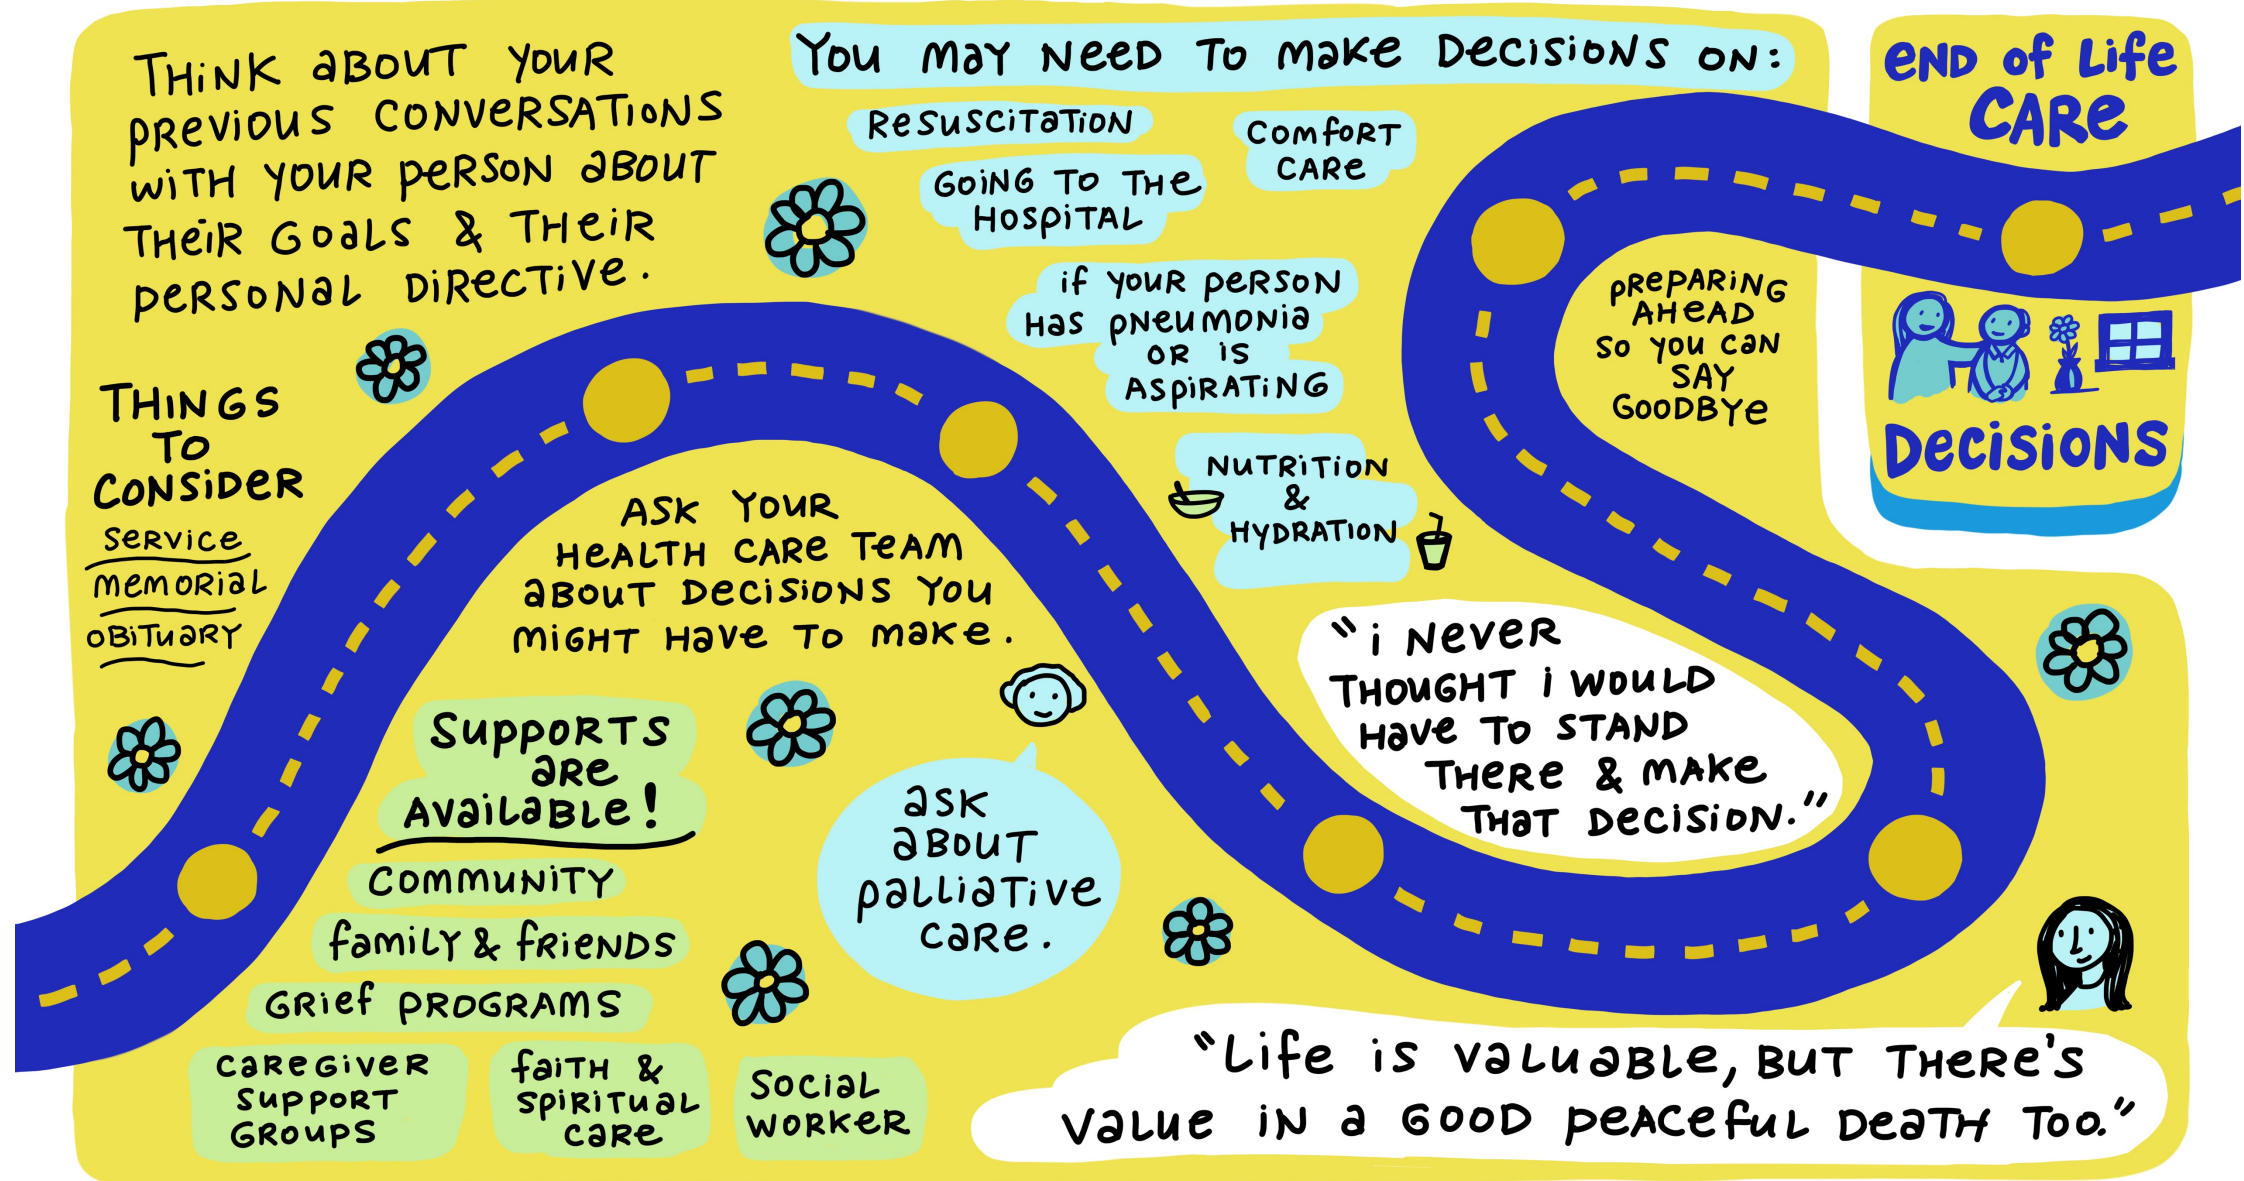 THINK ABOUT YOUR
PREVIOUS CONVERSATIONS
WITH YOUR PERSON ABOUT
THEIR GOALS & THEIR
PERSONAL DIRECTIVE.
THINGS
TO
CONSIDER
SERVICE
MEMORIAL
OBITUARY
YOU MAY NEED TO MAKE DECISIONS ON:
RESUSCITATION
COMFORT
CARE
GOING TO THE
HOSPITAL
IF YOUR PERSON
HAS PNEUMONIA
OR IS
ASPIRATING
NUTRITION
&
HYDRATION
END OF LIFE
CARE
DECISIONS
PREPARING
AHEAD
SO YOU CAN
SAY
GOODBYE
ASK YOUR
HEALTH CARE TEAM
ABOUT DECISIONS YOU
MIGHT HAVE TO MAKE.
"I NEVER
THOUGHT I WOULD
HAVE TO STAND
THERE & MAKE
THAT DECISION."
SUPPORTS
ARE
AVAILABLE!
COMMUNITY
FAMILY & FRIENDS
GRIEF PROGRAMS
CAREGIVER
SUPPORT
GROUPS
FAITH &
SPIRITUAL
CARE
SOCIAL
WORKER
ASK
ABOUT
PALLIATIVE
CARE.
"LIFE IS VALUABLE, BUT THERE'S
VALUE IN A GOOD PEACEFUL DEATH TOO."